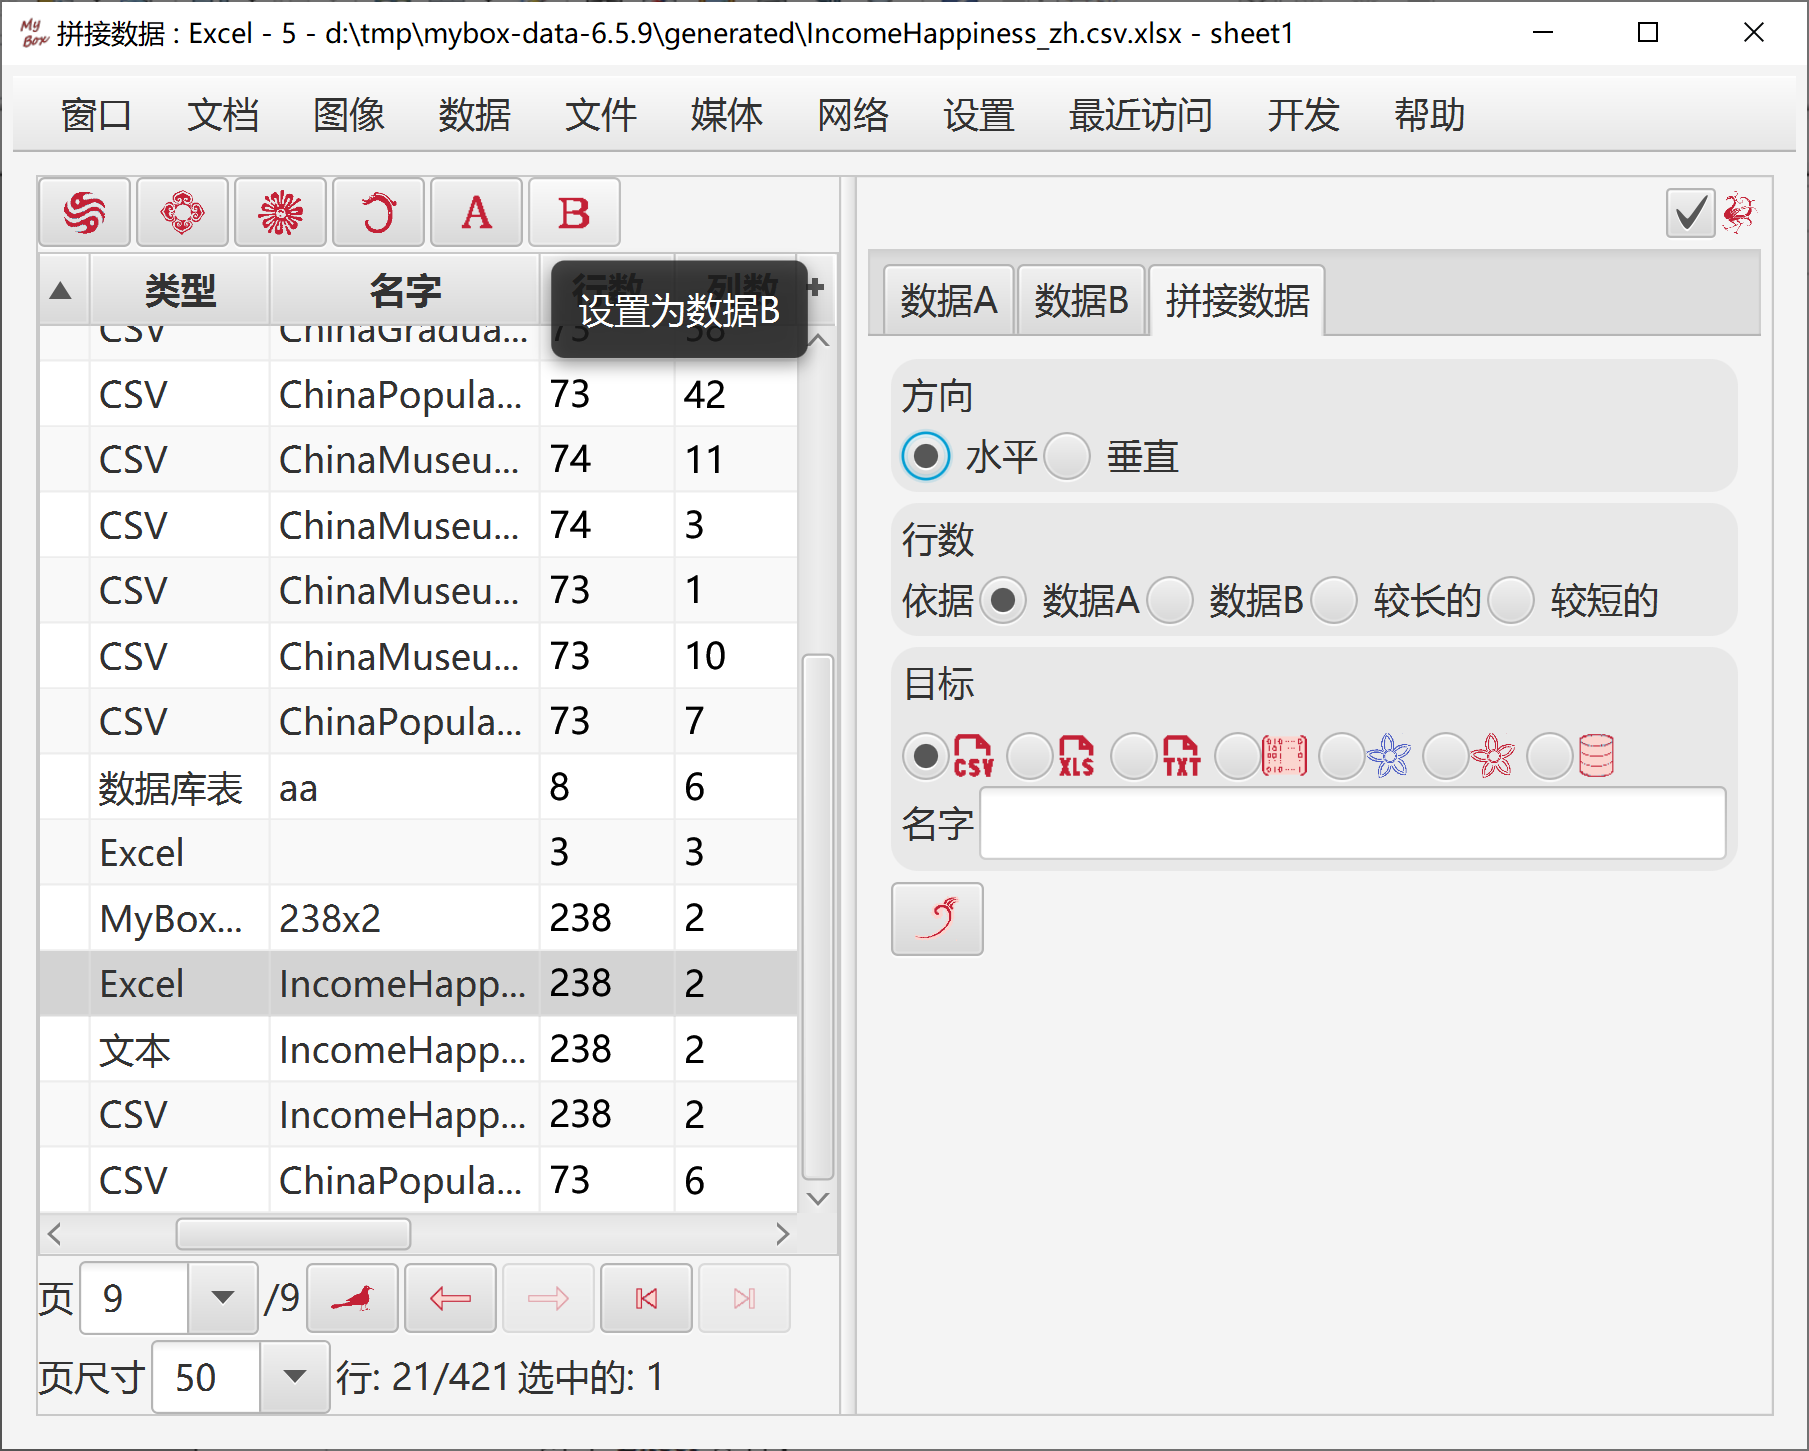 My Box 拼接数据 : Excel - 5 - d:\tmp\mybox-data-6.5.9\generated\IncomeHappiness_zh.csv.xlsx - sheet1
窗口 文档 图像 数据 文件 媒体 网络 设置 最近访问 开发 帮助
A B
类型 名字 行数 列数 +
设置为数据B
CSV ChinaGradua... 73 38
CSV ChinaPopula... 73 42
CSV ChinaMuseu... 74 11
CSV ChinaMuseu... 74 3
CSV ChinaMuseu... 73 1
CSV ChinaMuseu... 73 10
CSV ChinaPopula... 73 7
数据库表 aa 8 6
Excel 3 3
MyBox... 238x2 238 2
Excel IncomeHapp... 238 2
文本 IncomeHapp... 238 2
CSV IncomeHapp... 238 2
CSV ChinaPopula... 73 6
页 9 /9
页尺寸 50 行: 21/421 选中的: 1
数据A 数据B 拼接数据
方向
水平 垂直
行数
依据 数据A 数据B 较长的 较短的
目标
CSV XLS TXT
名字